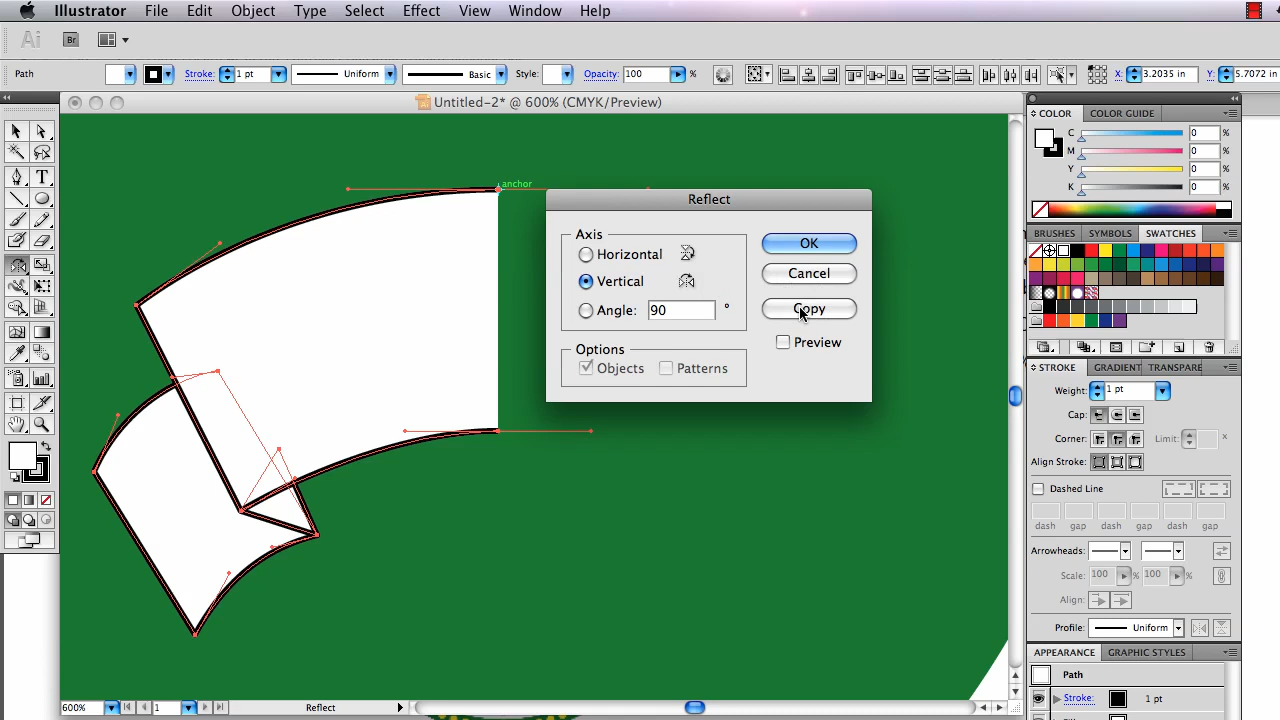 Illustrator File Edit Object Type Select Effect View Window Help
Ai Br
Path Stroke: 1 pt Uniform Basic Style: Opacity: 100 % X: 3.2035 in Y: 5.7072 in
Untitled-2* @ 600% (CMYK/Preview)
COLOR COLOR GUIDE
C 0 %
M 0 %
Y 0 %
K 0 %
anchor
Reflect
Axis
Horizontal
Vertical
Angle: 90 °
OK
Cancel
Copy
Preview
Options
Objects Patterns
BRUSHES SYMBOLS SWATCHES
STROKE GRADIENT TRANSPARE
Weight: 1 pt
Cap:
Corner: Limit: x
Align Stroke:
Dashed Line
dash gap dash gap dash gap
Arrowheads:
Scale: 100 % 100 %
Align:
Profile: Uniform
APPEARANCE GRAPHIC STYLES
Path
Stroke: 1 pt
600% 1 Reflect